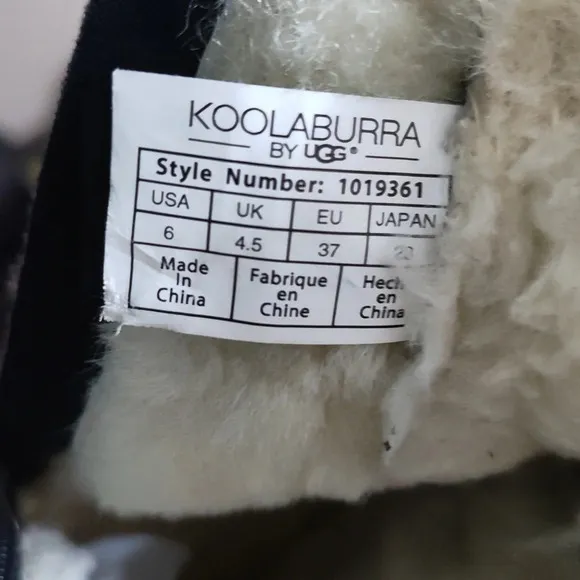 KOOLABURRA
BY UGG®
Style Number: 1019361
USA UK EU JAPAN
6 4.5 37
Made in China
Fabrique en Chine
en China